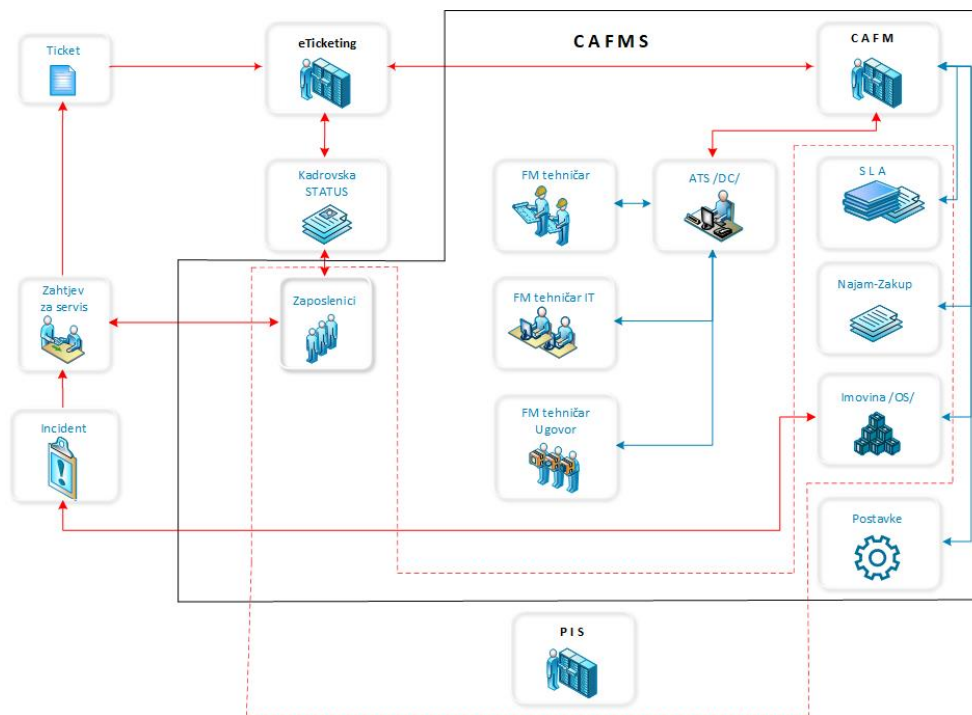 Ticket
eTicketing
CAFMS
CAFM
Kadrovska
STATUS
FM tehničar
ATS /DC/
SLA
Zahtjev
za servis
Zaposlenici
FM tehničar IT
Najam-Zakup
Incident
FM tehničar
Ugovor
Imovina /OS/
Postavke
PIS